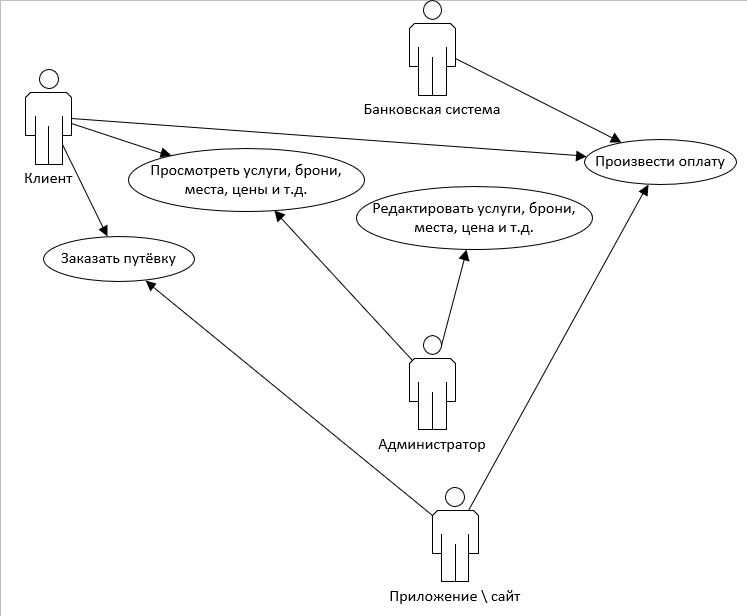 Банковская система
Клиент
Просмотреть услуги, брони,
места, цены и т.д.
Произвести оплату
Редактировать услуги, брони,
места, цена и т.д.
Заказать путёвку
Администратор
Приложение \ сайт